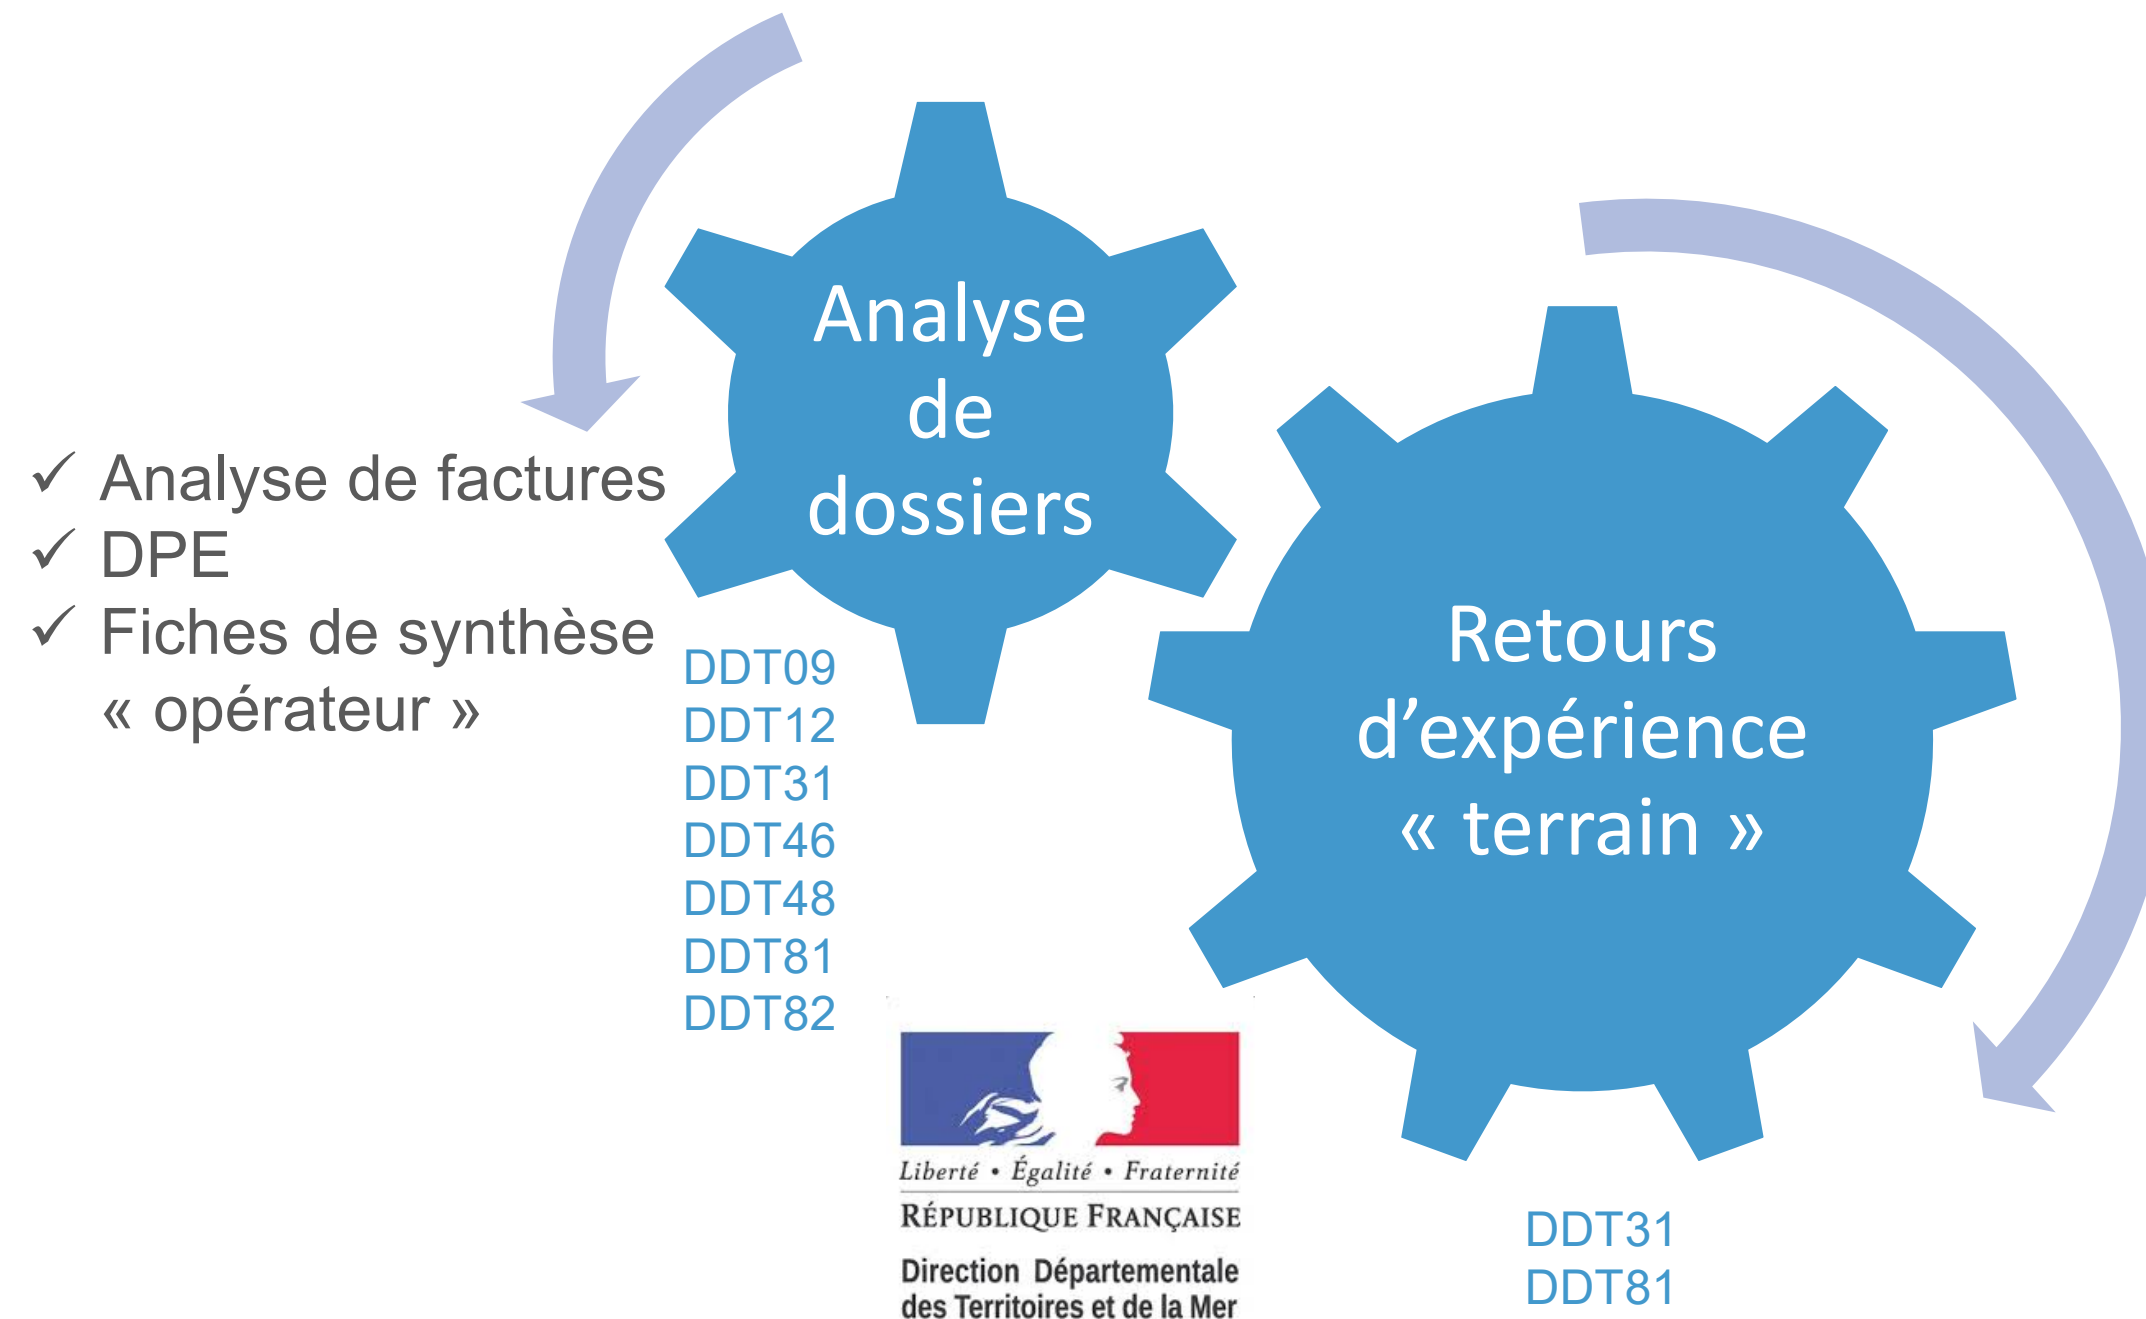 Analyse
de
dossiers
✓ Analyse de factures
✓ DPE
✓ Fiches de synthèse
« opérateur »
DDT09
DDT12
DDT31
DDT46
DDT48
DDT81
DDT82
Retours
d’expérience
« terrain »
Liberté • Égalité • Fraternité
RÉPUBLIQUE FRANÇAISE
Direction Départementale
des Territoires et de la Mer
DDT31
DDT81